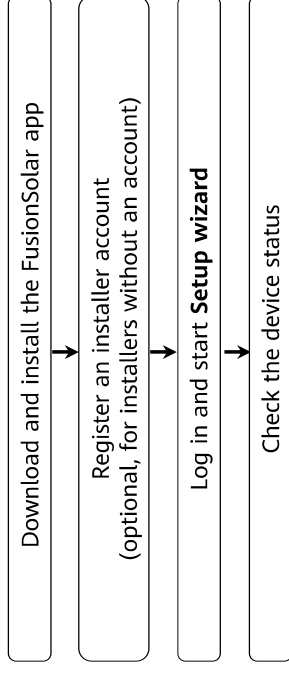 Download and install the FusionSolar app
Register an installer account
(optional, for installers without an account)
Log in and start Setup wizard
Check the device status